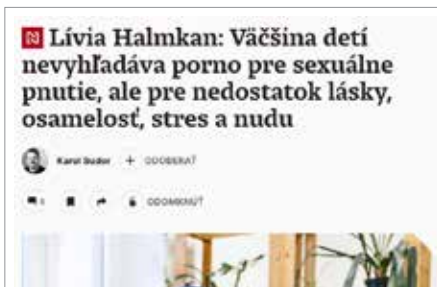 N Lívia Halmkan: Väčšina detí
nevyhľadáva porno pre sexuálne
pnutie, ale pre nedostatok lásky,
osamelosť, stres a nudu
Karol Sudor + ODOBERAŤ
ODOMKNÚŤ